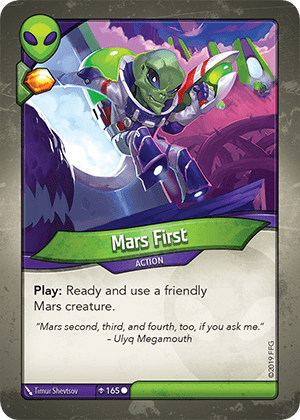 Mars First
ACTION
Play: Ready and use a friendly
Mars creature.
"Mars second, third, and fourth, too, if you ask me."
- Ulyq Megamouth
Timur Shevtsov
165
©2019 FFG